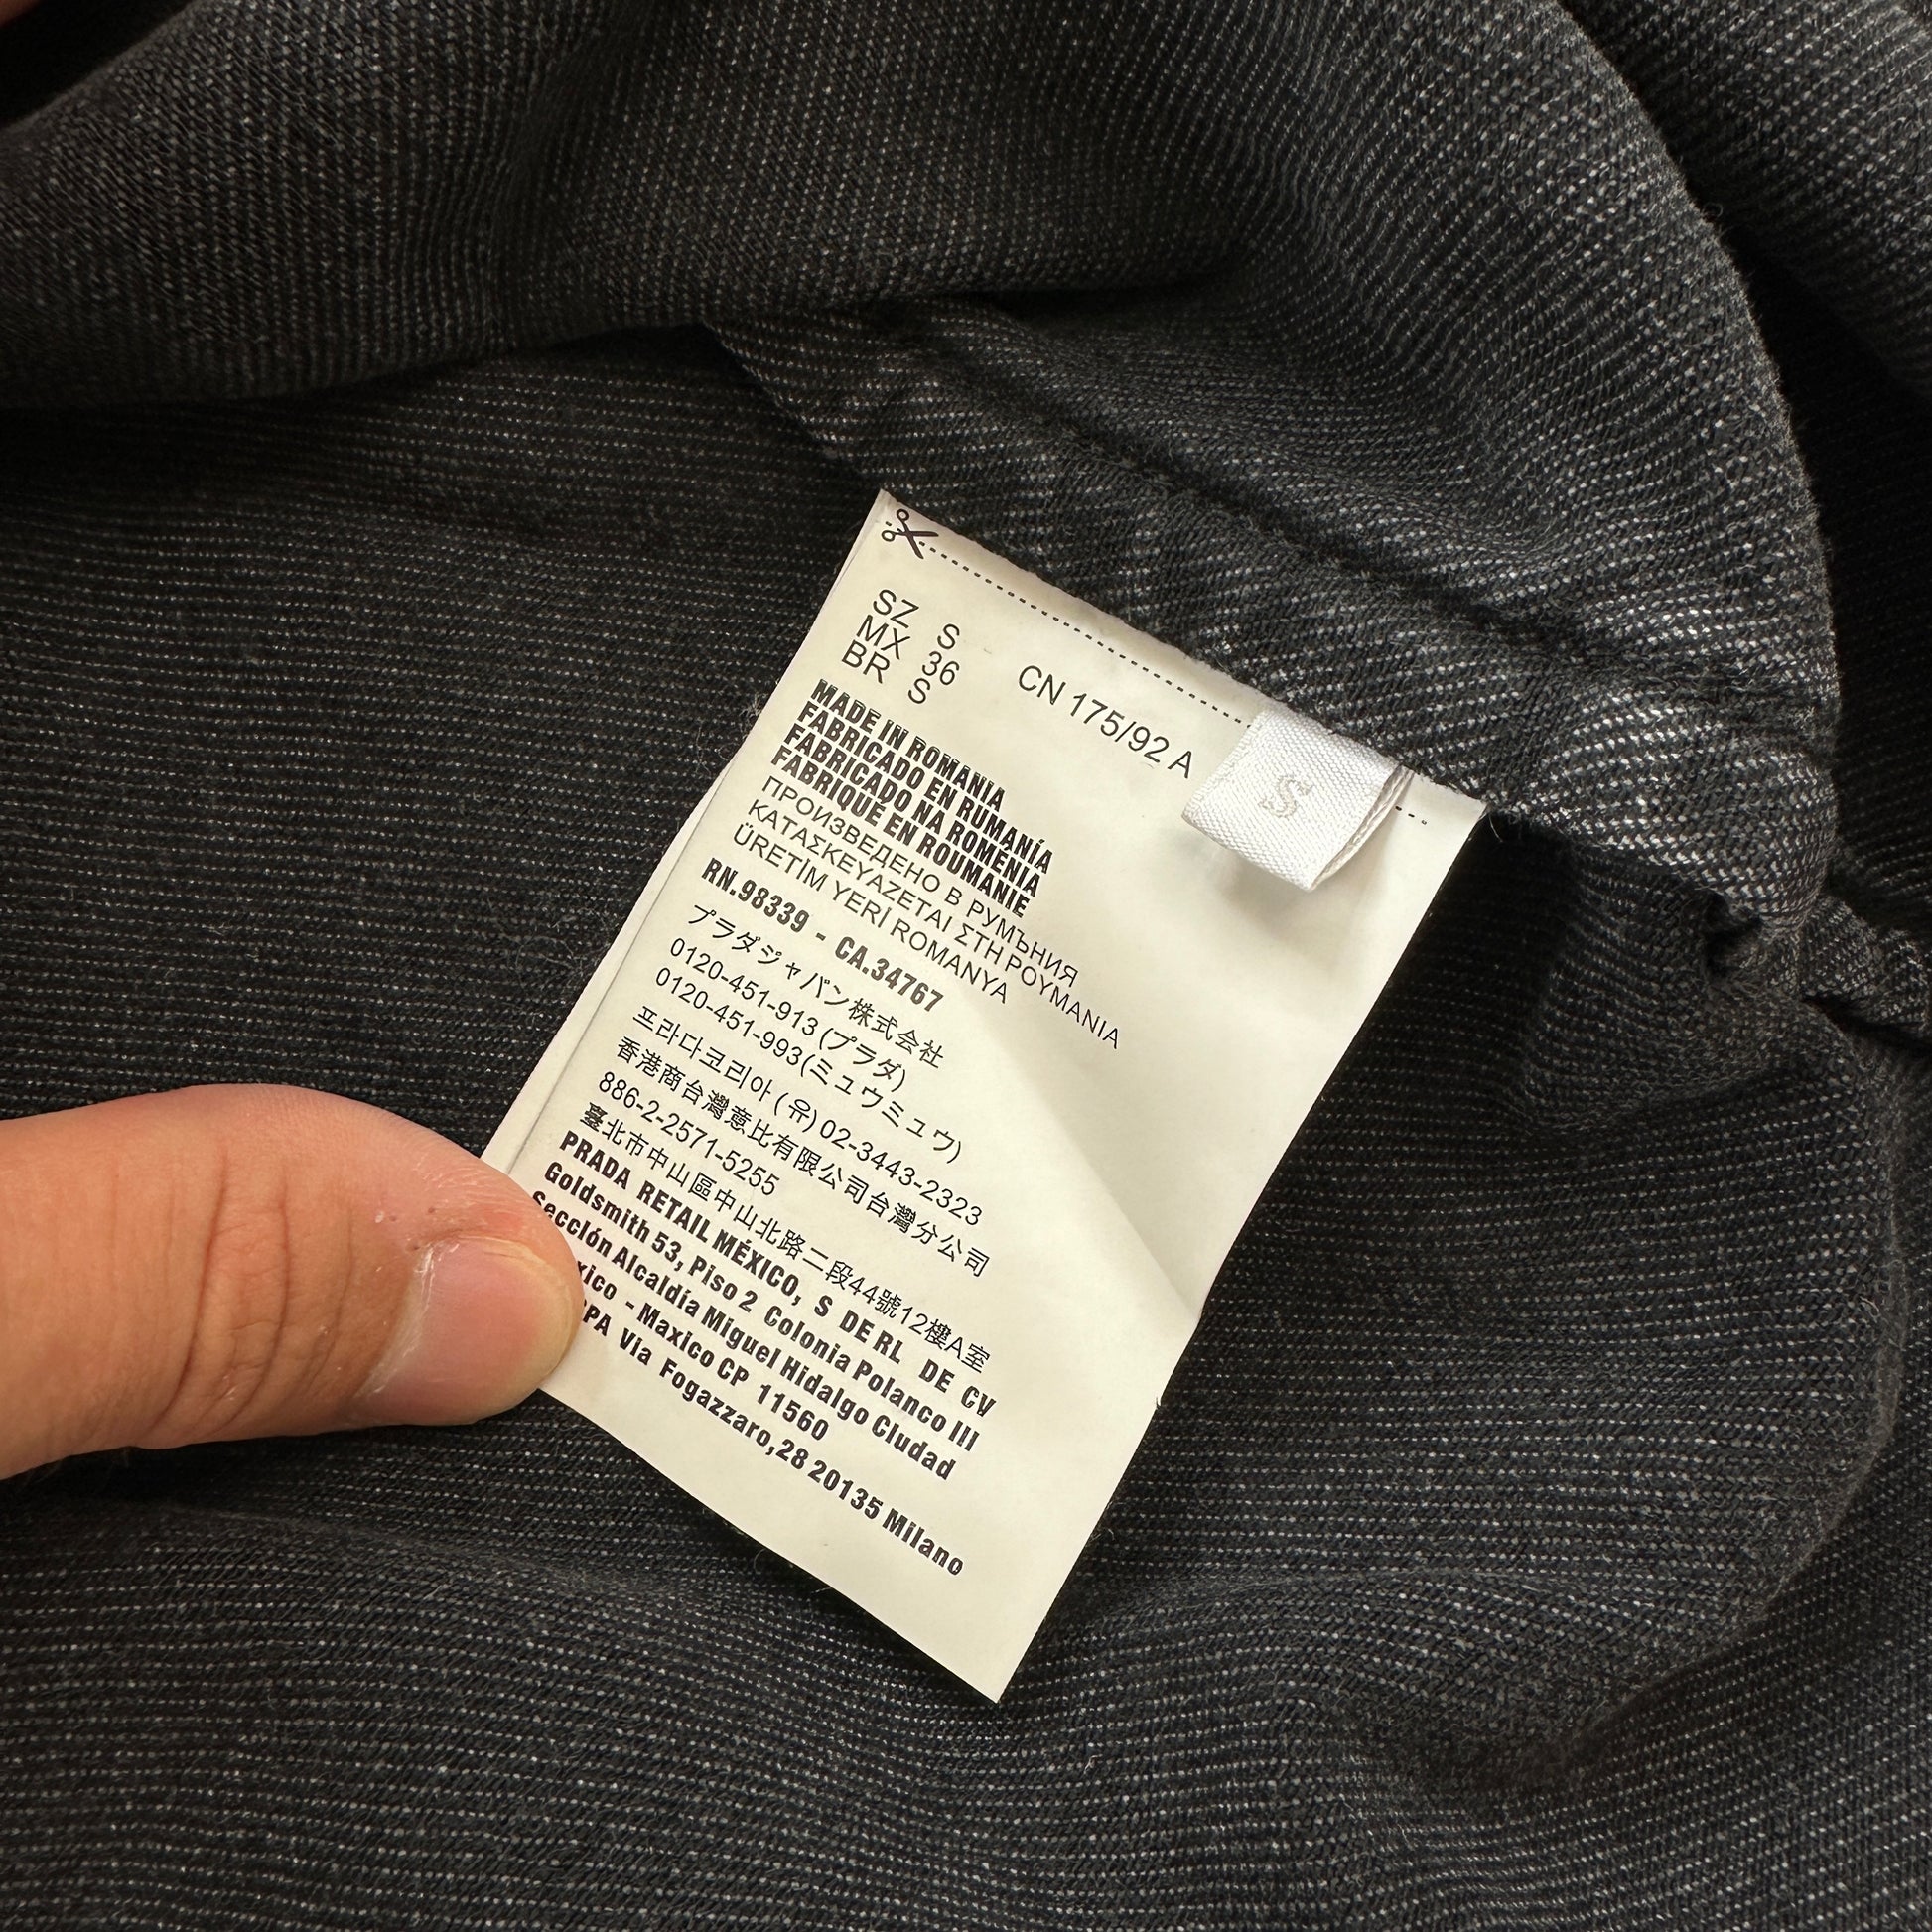 SZ S
MX 36 CN 175/92 A
BR S
S
MADE IN ROMANIA
FABRICADO EN RUMANÍA
FABRICADO NA ROMÊNIA
FABRIQUÉ EN ROUMANIE
ПРОИЗВЕДЕНО В РУМЪНИЯ
ΚΑΤΑΣΚΕΥΑΖΕΤΑΙ ΣΤΗ ΡΟΥΜΑΝΙΑ
ÜRETİM YERİ ROMANYA
RN.98339 - CA.34767
プラダジャパン株式会社
0120-451-913 (プラダ)
0120-451-993(ミュウミュウ)
프라다코리아 (유) 02-3443-2323
香港商台灣意比有限公司台灣分公司
886-2-2571-5255
臺北市中山區中山北路二段44號12樓A室
PRADA RETAIL MÉXICO, S DE RL DE CV
Goldsmith 53, Piso 2 Colonia Polanco III
Sección Alcaldía Miguel Hidalgo Ciudad
- Maxico CP 11560
Via Fogazzaro,28 20135 Milano